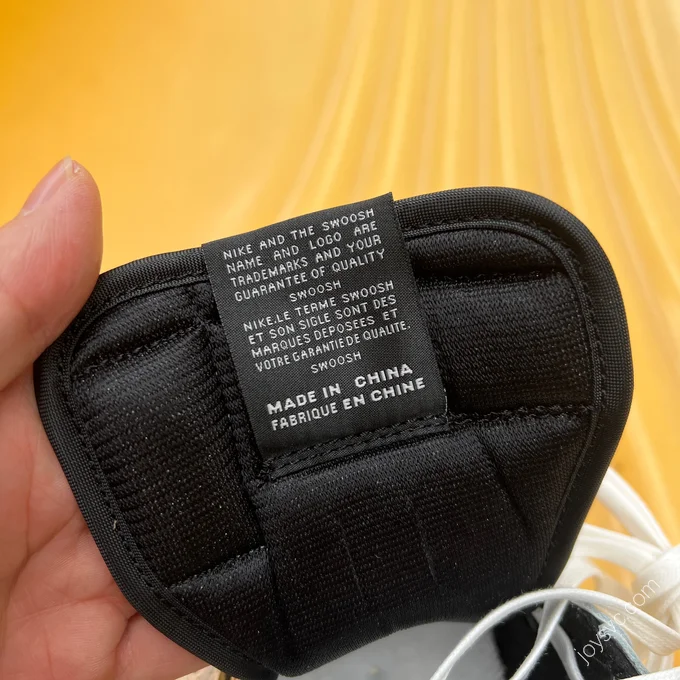 NIKE AND THE SWOOSH
NAME AND LOGO ARE
TRADEMARKS AND YOUR
GUARANTEE OF QUALITY
SWOOSH
NIKE.LE TERME SWOOSH
ET SON SIGLE SONT DES
MARQUES DEPOSEES ET
VOTRE GARANTIE DE QUALITE.
SWOOSH
MADE IN CHINA
FABRIQUE EN CHINE
joysyc.com